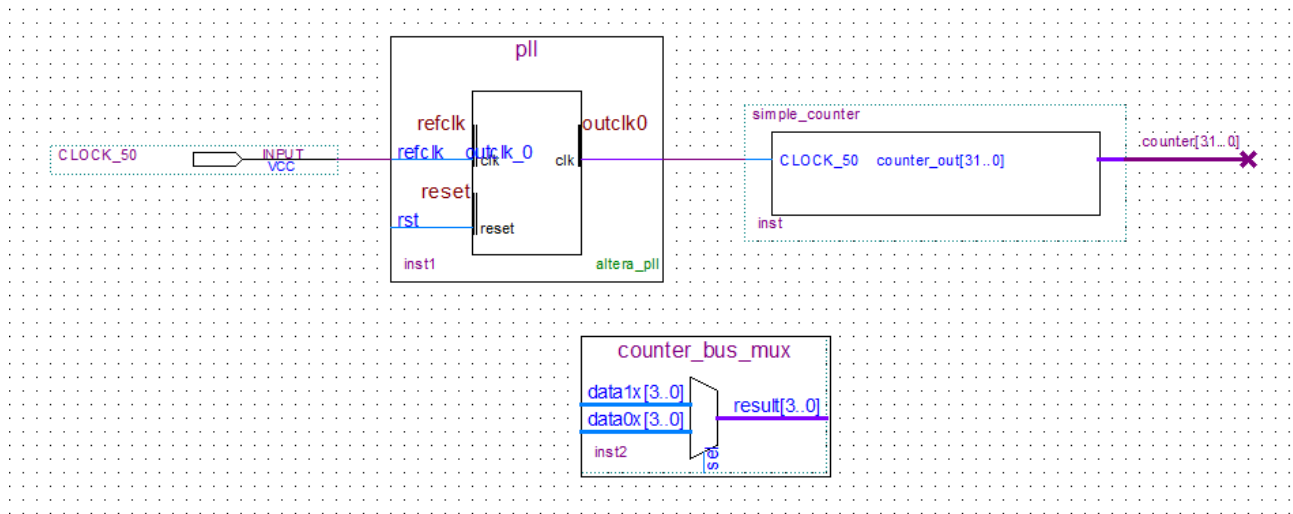 pll
refclk
outclk0
simple_counter
CLOCK_50
INPUT
VCC
refclk
outclk_0
clk
clk
CLOCK_50
counter_out[31..0]
counter[31..0]
reset
rst
reset
inst
inst1
altera_pll
counter_bus_mux
data1x[3..0]
data0x[3..0]
result[3..0]
inst2
sel